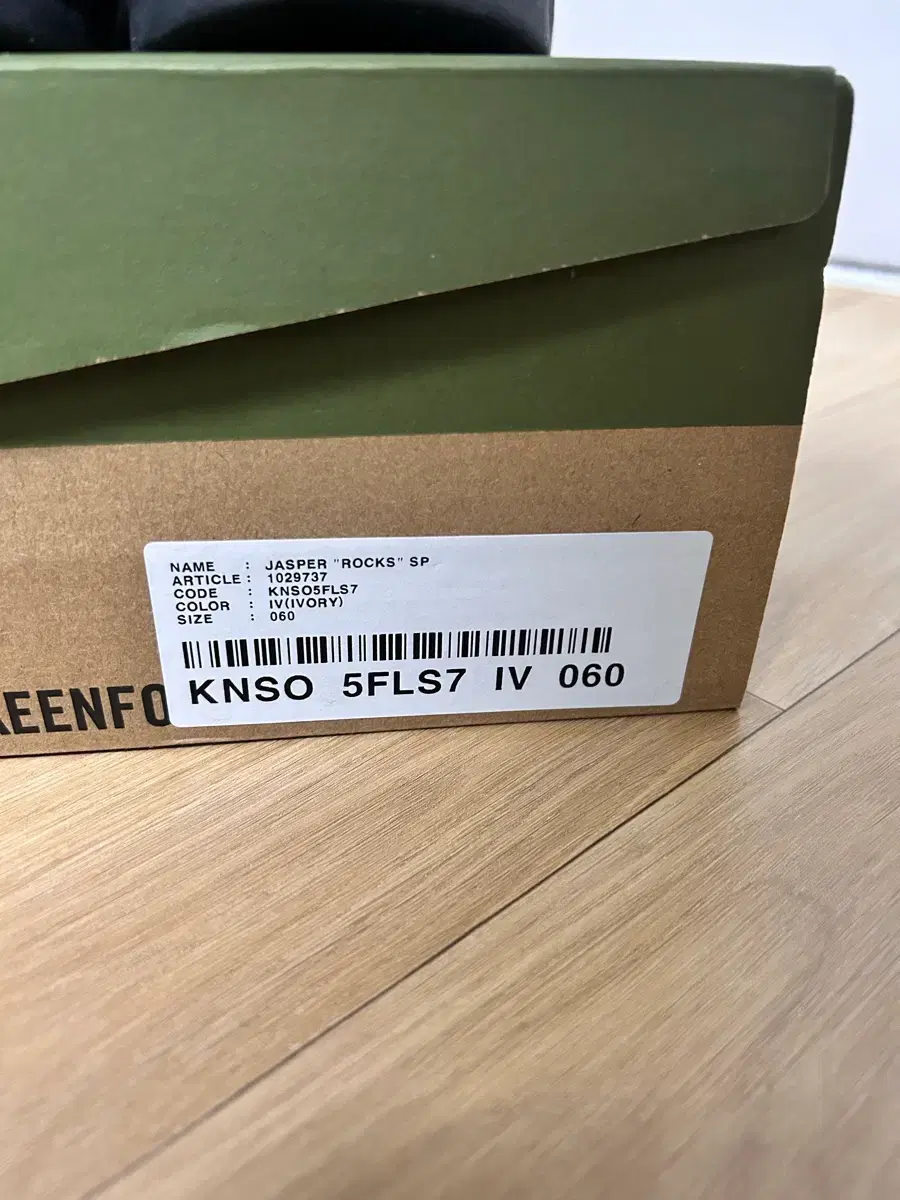 NAME : JASPER "ROCKS" SP
ARTICLE : 1029737
CODE : KNSO5FLS7
COLOR : IV(IVORY)
SIZE : 060
KNSO 5FLS7 IV 060
EENFO